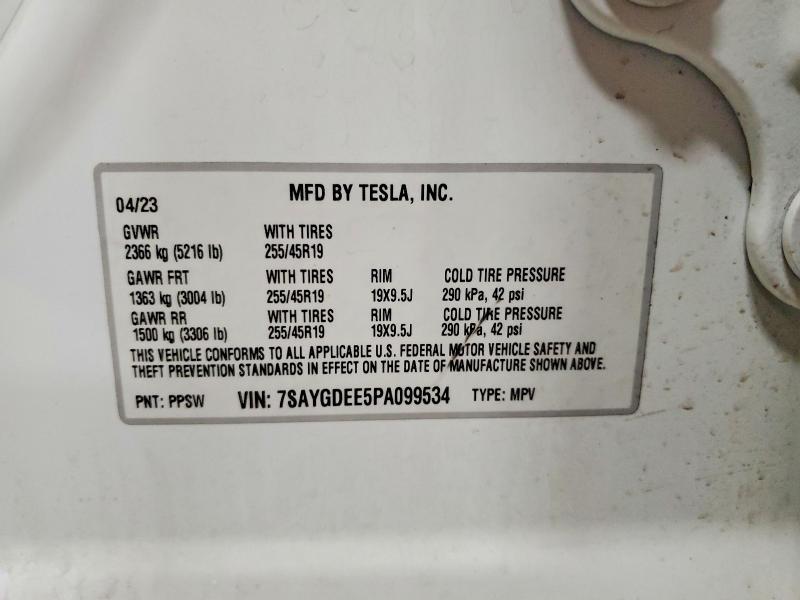 MFD BY TESLA, INC.
04/23
GVWR WITH TIRES
2366 kg (5216 lb) 255/45R19
GAWR FRT WITH TIRES RIM COLD TIRE PRESSURE
1363 kg (3004 lb) 255/45R19 19X9.5J 290 kPa, 42 psi
GAWR RR WITH TIRES RIM COLD TIRE PRESSURE
1500 kg (3306 lb) 255/45R19 19X9.5J 290 kPa, 42 psi
THIS VEHICLE CONFORMS TO ALL APPLICABLE U.S. FEDERAL MOTOR VEHICLE SAFETY AND
THEFT PREVENTION STANDARDS IN EFFECT ON THE DATE OF MANUFACTURE SHOWN ABOVE.
PNT: PPSW VIN: 7SAYGDEE5PA099534 TYPE: MPV